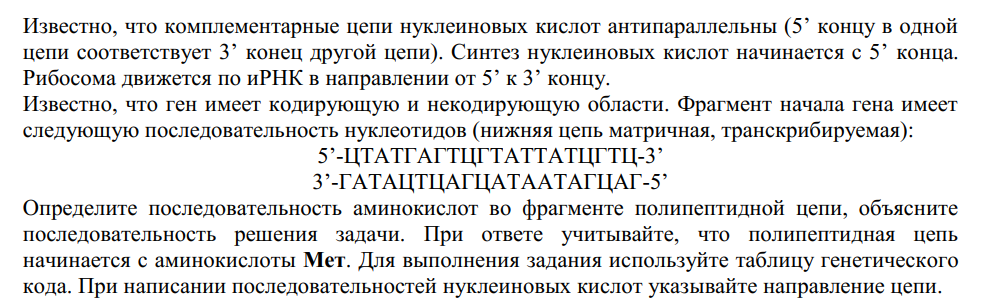 Известно, что комплементарные цепи нуклеиновых кислот антипараллельны (5’ концу в одной
цепи соответствует 3’ конец другой цепи). Синтез нуклеиновых кислот начинается с 5’ конца.
Рибосома движется по иРНК в направлении от 5’ к 3’ концу.
Известно, что ген имеет кодирующую и некодирующую области. Фрагмент начала гена имеет
следующую последовательность нуклеотидов (нижняя цепь матричная, транскрибируемая):
5’-ЦТАТГАГТЦГТАТТАТЦГТЦ-3’
3’-ГАТАЦТЦАГЦАТААТАГЦАГ-5’
Определите последовательность аминокислот во фрагменте полипептидной цепи, объясните
последовательность решения задачи. При ответе учитывайте, что полипептидная цепь
начинается с аминокислоты Мет. Для выполнения задания используйте таблицу генетического
кода. При написании последовательностей нуклеиновых кислот указывайте направление цепи.